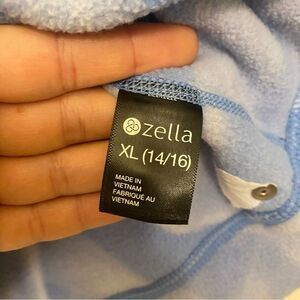 zella
XL (14/16)
MADE IN
VIETNAM
FABRIQUÉ AU
VIETNAM